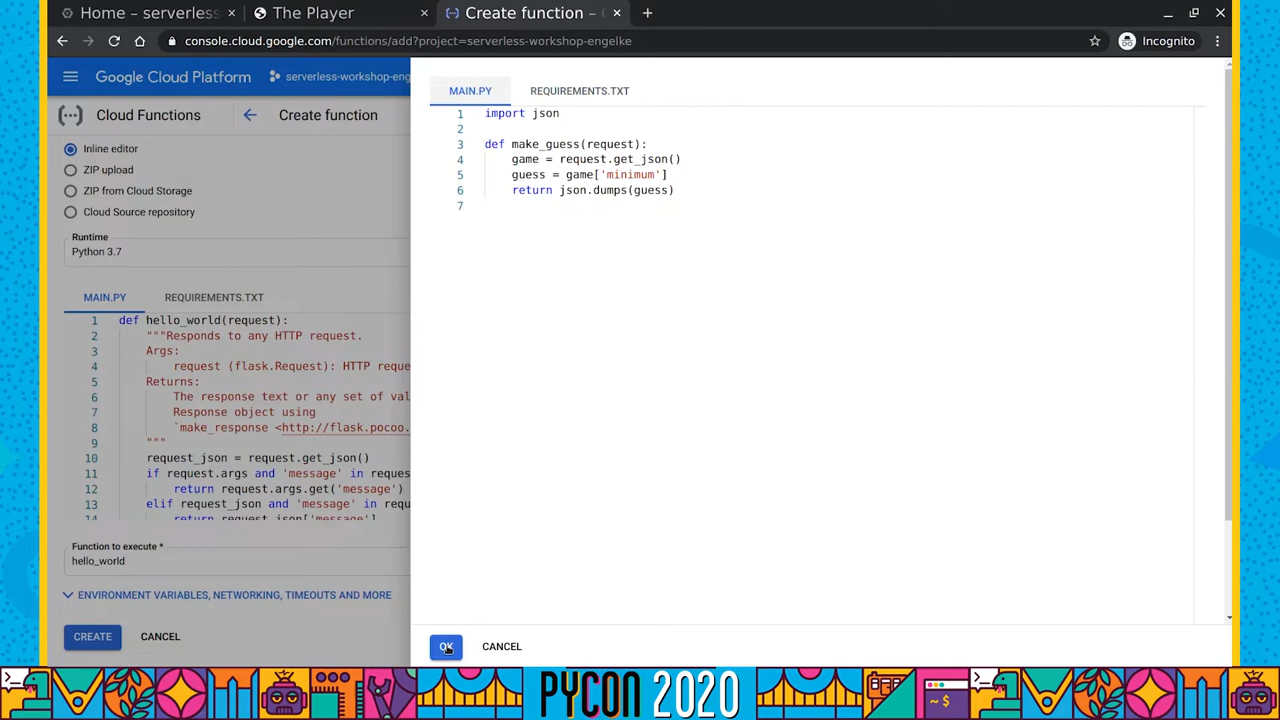 Home – serverless
The Player
Create function – (
console.cloud.google.com/functions/add?project=serverless-workshop-engelke
Incognito
Google Cloud Platform
serverless-workshop-eng
Cloud Functions
Create function
Inline editor
ZIP upload
ZIP from Cloud Storage
Cloud Source repository
Runtime
Python 3.7
MAIN.PY
REQUIREMENTS.TXT
1 def hello_world(request):
2 """Responds to any HTTP request.
3 Args:
4 request (flask.Request): HTTP reque
5 Returns:
6 The response text or any set of val
7 Response object using
8 `make_response <http://flask.pocoo.
9 """
10 request_json = request.get_json()
11 if request.args and 'message' in reques
12 return request.args.get('message')
13 elif request_json and 'message' in requ
14 return request_json['message']
Function to execute *
hello_world
ENVIRONMENT VARIABLES, NETWORKING, TIMEOUTS AND MORE
CREATE
CANCEL
MAIN.PY
REQUIREMENTS.TXT
1 import json
2
3 def make_guess(request):
4 game = request.get_json()
5 guess = game['minimum']
6 return json.dumps(guess)
7
OK
CANCEL
PYCON 2020
~ $